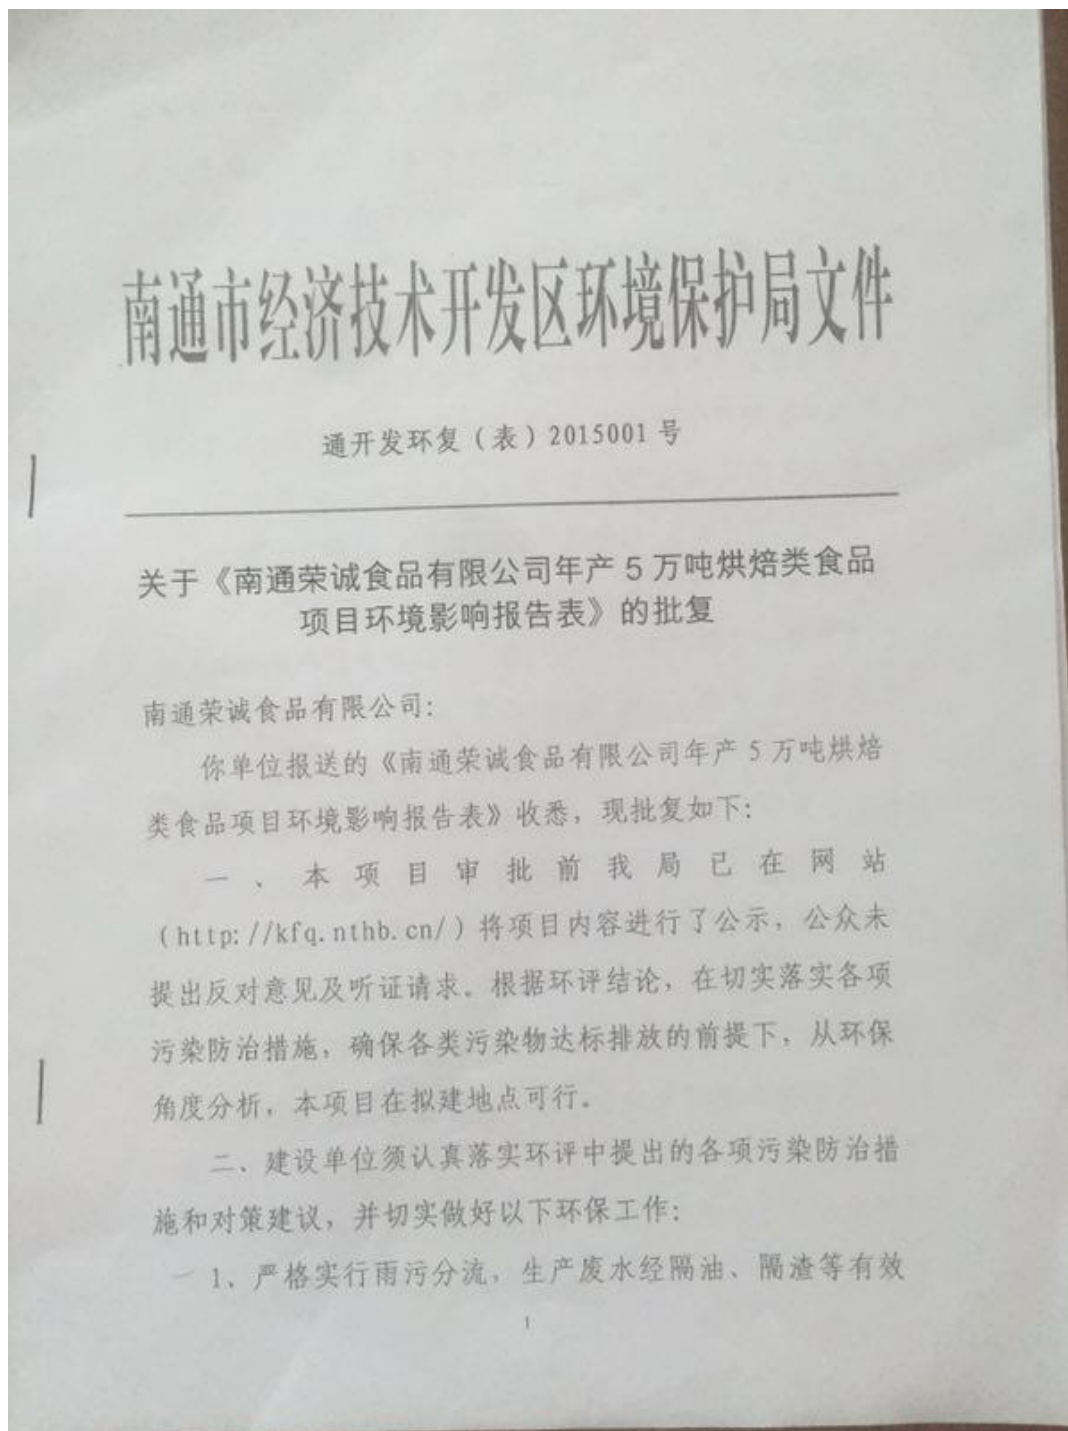 南通市经济技术开发区环境保护局文件
通开发环复（表）2015001 号
关于《南通荣诚食品有限公司年产 5 万吨烘焙类食品
项目环境影响报告表》的批复
南通荣诚食品有限公司:
你单位报送的《南通荣诚食品有限公司年产 5 万吨烘焙
类食品项目环境影响报告表》收悉，现批复如下:
一、本项目审批前我局已在网站
（http://kfq.nthb.cn/）将项目内容进行了公示，公众未
提出反对意见及听证请求。根据环评结论，在切实落实各项
污染防治措施，确保各类污染物达标排放的前提下，从环保
角度分析，本项目在拟建地点可行。
二、建设单位须认真落实环评中提出的各项污染防治措
施和对策建议，并切实做好以下环保工作:
1、严格实行雨污分流，生产废水经隔油、隔渣等有效
1